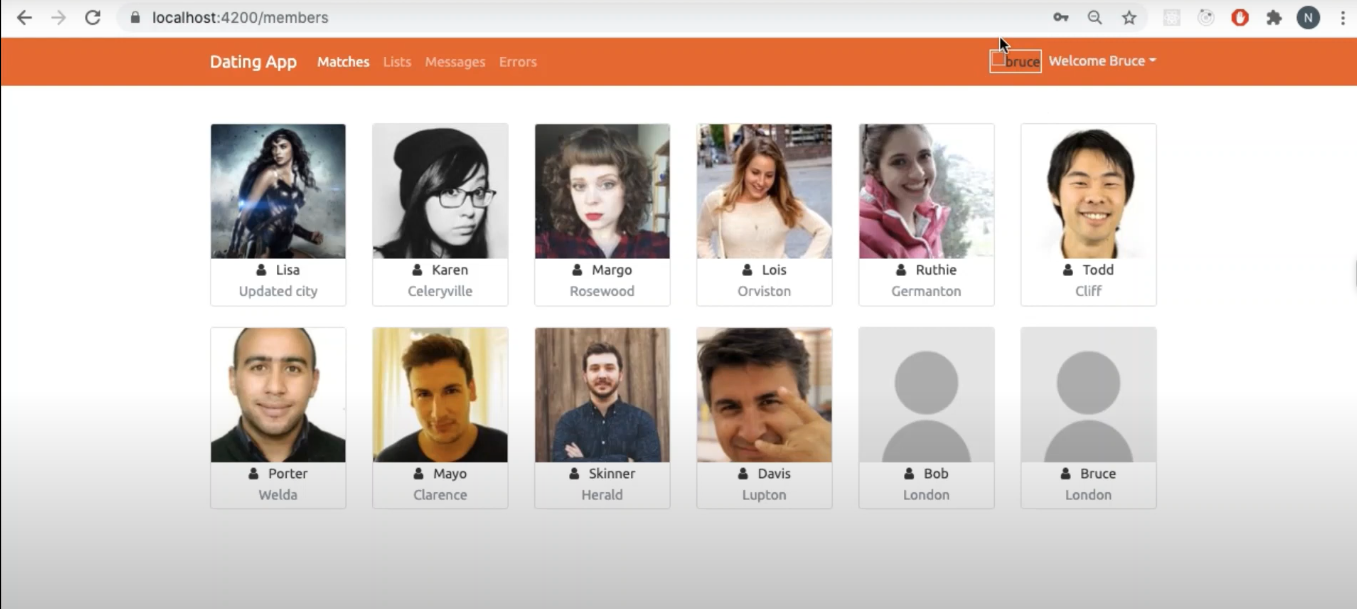 localhost:4200/members
N
Dating App Matches Lists Messages Errors bruce Welcome Bruce
Lisa Karen Margo Lois Ruthie Todd
Updated city Celeryville Rosewood Orviston Germanton Cliff
Porter Mayo Skinner Davis Bob Bruce
Welda Clarence Herald Lupton London London